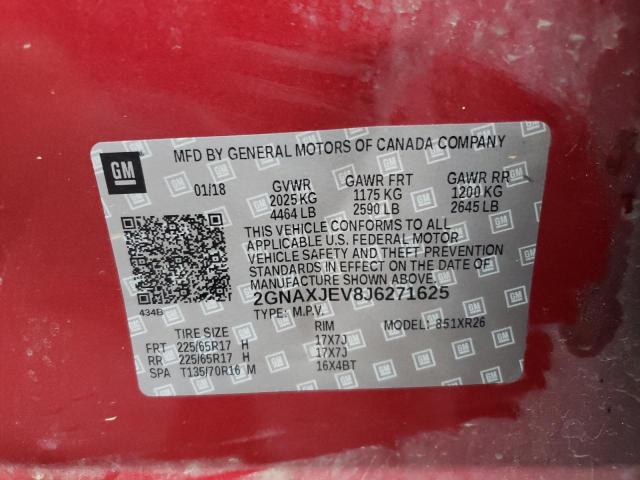 MFD BY GENERAL MOTORS OF CANADA COMPANY
GM
01/18 GVWR GAWR FRT GAWR RR
2025 KG 1175 KG 1200 KG
4464 LB 2590 LB 2645 LB
THIS VEHICLE CONFORMS TO ALL
APPLICABLE U.S. FEDERAL MOTOR
VEHICLE SAFETY AND THEFT PREVENTION
STANDARDS IN EFFECT ON THE DATE OF
MANUFACTURE SHOWN ABOVE.
2GNAXJEV8J6271625
434B
TYPE: M.P.V. MODEL: 851XR26
TIRE SIZE RIM
FRT 225/65R17 H 17X7J
RR 225/65R17 H 17X7J
SPA T135/70R16 M 16X4BT